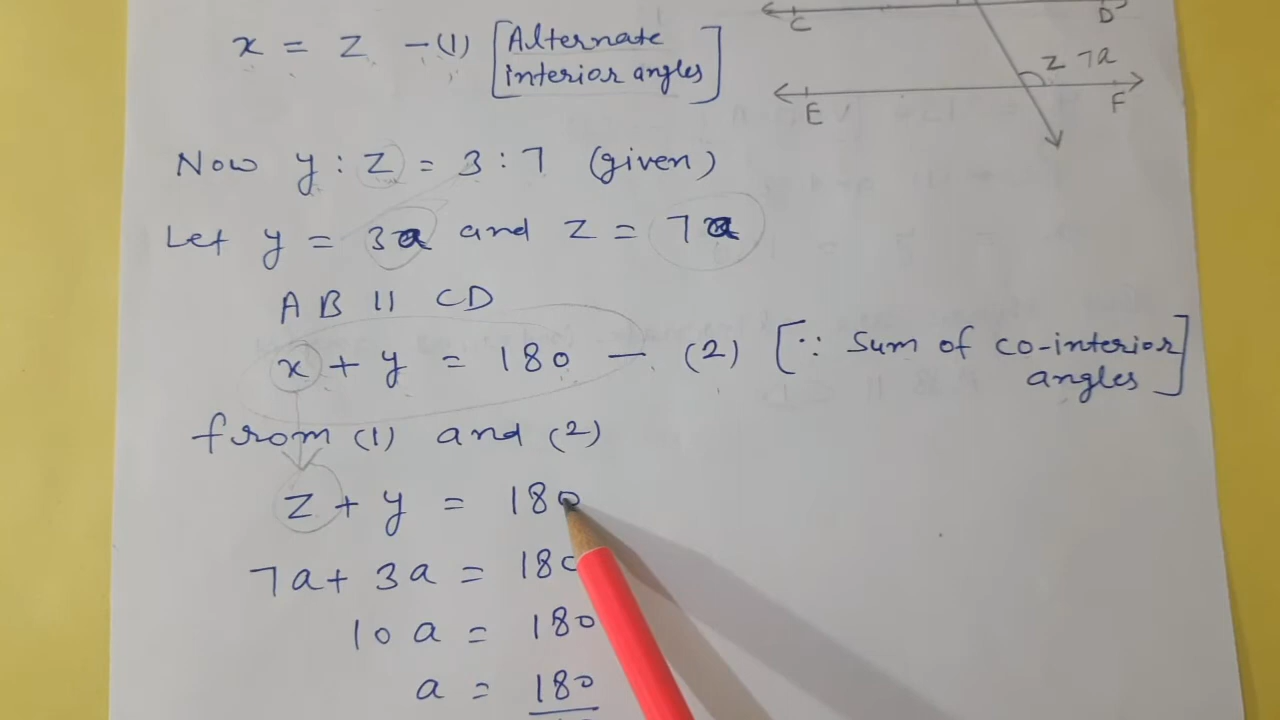 C D
x = z - (1) [Alternate
interior angles]
z 7a
E F
Now y : z = 3 : 7 (given)
Let y = 3a and z = 7a
AB || CD
x + y = 180 — (2) [∵ Sum of co-interior
angles]
from (1) and (2)
z + y = 180
7a + 3a = 180
10a = 180
a = 180